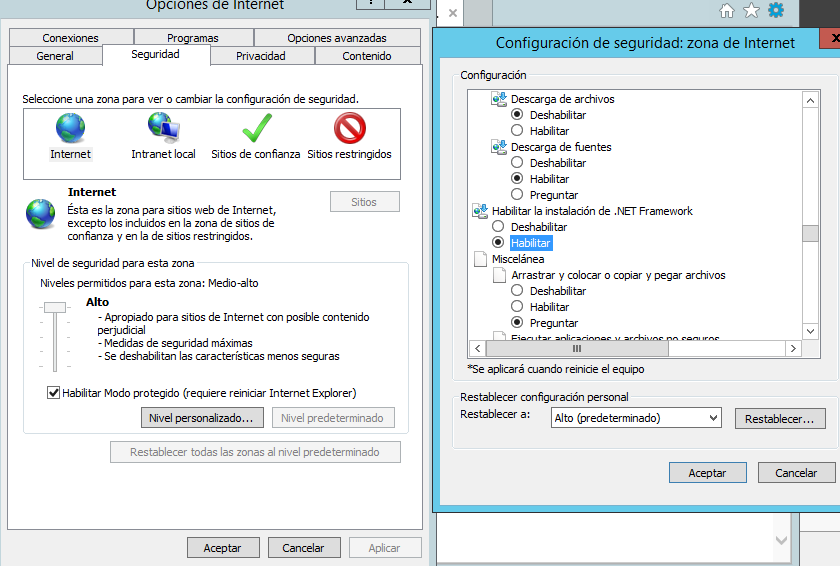 Opciones de Internet
Conexiones
Programas
Opciones avanzadas
General
Seguridad
Privacidad
Contenido
Seleccione una zona para ver o cambiar la configuración de seguridad.
Internet
Intranet local
Sitios de confianza
Sitios restringidos
Internet
Sitios
Ésta es la zona para sitios web de Internet,
excepto los incluidos en la zona de sitios de
confianza y en la de sitios restringidos.
Nivel de seguridad para esta zona
Niveles permitidos para esta zona: Medio-alto
Alto
- Apropiado para sitios de Internet con posible contenido
perjudicial
- Medidas de seguridad máximas
- Se deshabilitan las características menos seguras
Habilitar Modo protegido (requiere reiniciar Internet Explorer)
Nivel personalizado...
Nivel predeterminado
Restablecer todas las zonas al nivel predeterminado
Aceptar
Cancelar
Aplicar
Configuración de seguridad: zona de Internet
Configuración
Descarga de archivos
Deshabilitar
Habilitar
Descarga de fuentes
Deshabilitar
Habilitar
Preguntar
Habilitar la instalación de .NET Framework
Deshabilitar
Habilitar
Miscelánea
Arrastrar y colocar o copiar y pegar archivos
Deshabilitar
Habilitar
Preguntar
Ejecutar aplicaciones y archivos no seguros
*Se aplicará cuando reinicie el equipo
Restablecer configuración personal
Restablecer a:
Alto (predeterminado)
Restablecer...
Aceptar
Cancelar